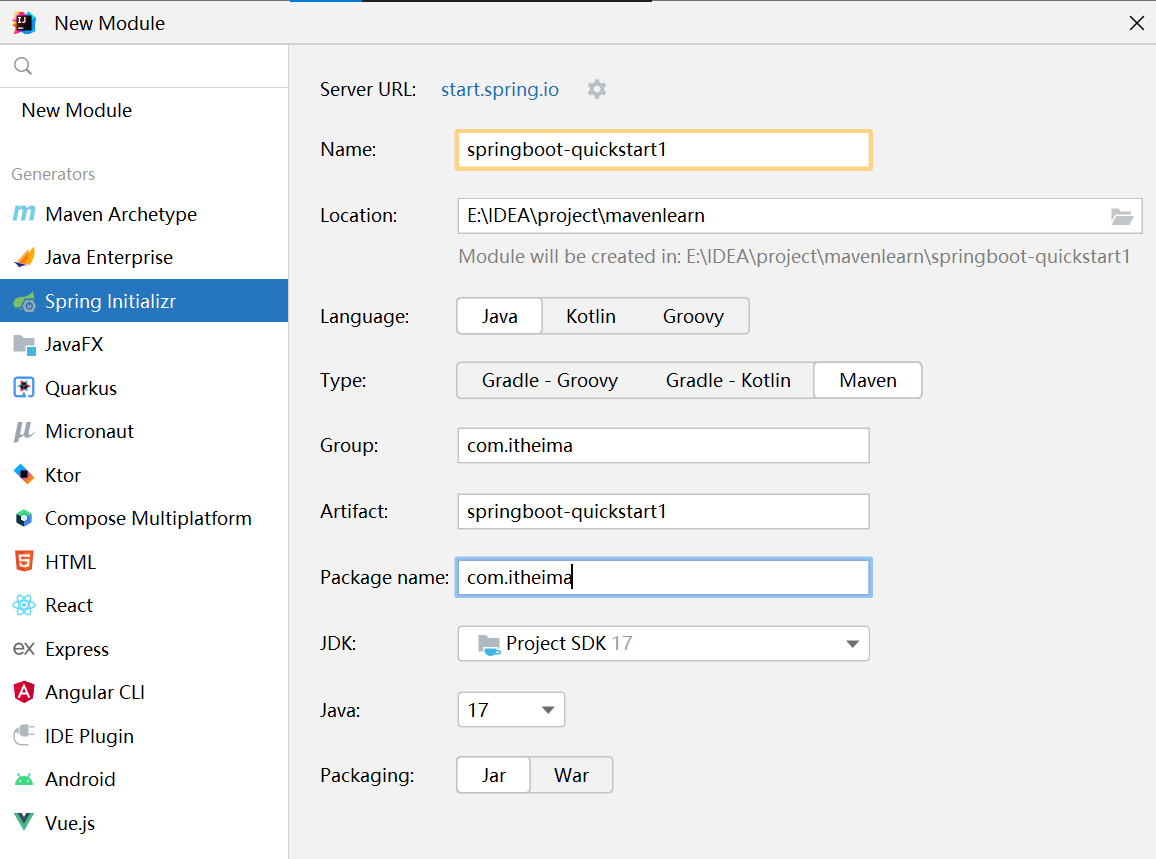 New Module
New Module
Generators
Maven Archetype
Java Enterprise
Spring Initializr
JavaFX
Quarkus
Micronaut
Ktor
Compose Multiplatform
HTML
React
Express
Angular CLI
IDE Plugin
Android
Vue.js
Server URL: start.spring.io
Name: springboot-quickstart1
Location: E:\IDEA\project\mavenlearn
Module will be created in: E:\IDEA\project\mavenlearn\springboot-quickstart1
Language: Java Kotlin Groovy
Type: Gradle - Groovy Gradle - Kotlin Maven
Group: com.itheima
Artifact: springboot-quickstart1
Package name: com.itheima
JDK: Project SDK 17
Java: 17
Packaging: Jar War